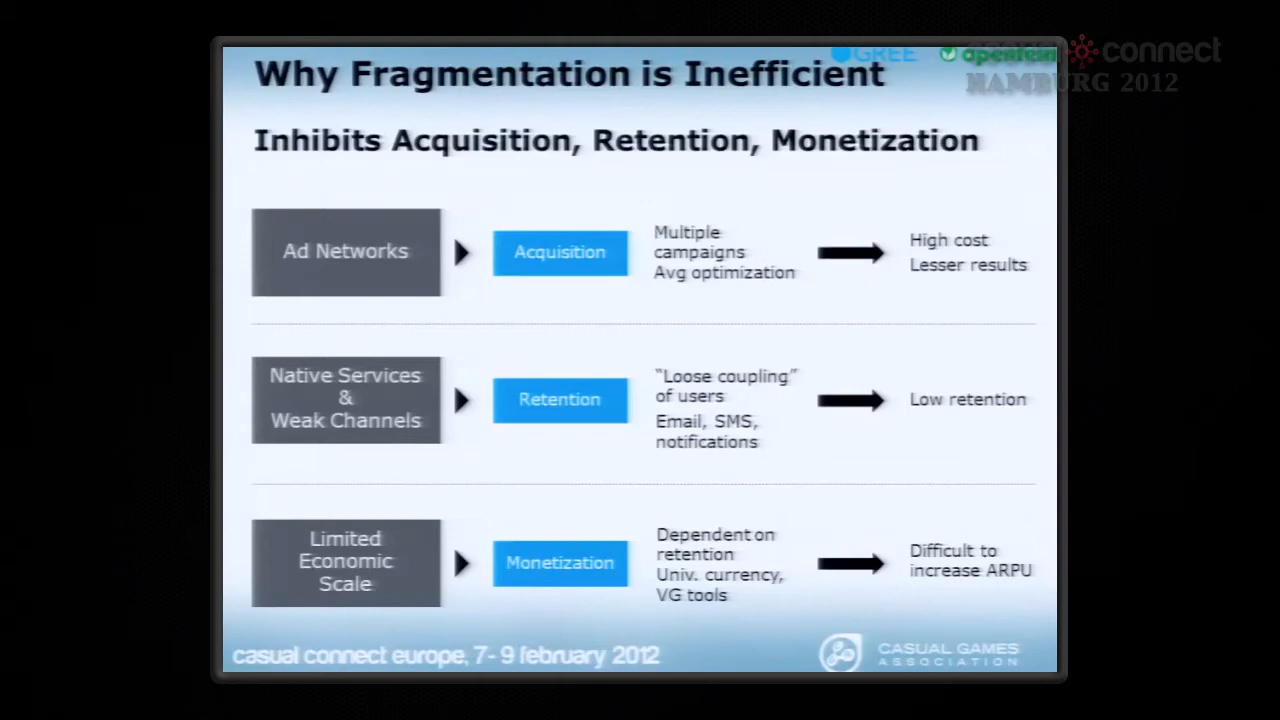 GREE
openfeint
connect
HAMBURG 2012
Why Fragmentation is Inefficient
Inhibits Acquisition, Retention, Monetization
Ad Networks
Acquisition
Multiple
campaigns
Avg optimization
High cost
Lesser results
Native Services
&
Weak Channels
Retention
“Loose coupling”
of users
Email, SMS,
notifications
Low retention
Limited
Economic
Scale
Monetization
Dependent on
retention
Univ. currency,
VG tools
Difficult to
increase ARPU
casual connect europe, 7-9 february 2012
CASUAL GAMES
ASSOCIATION